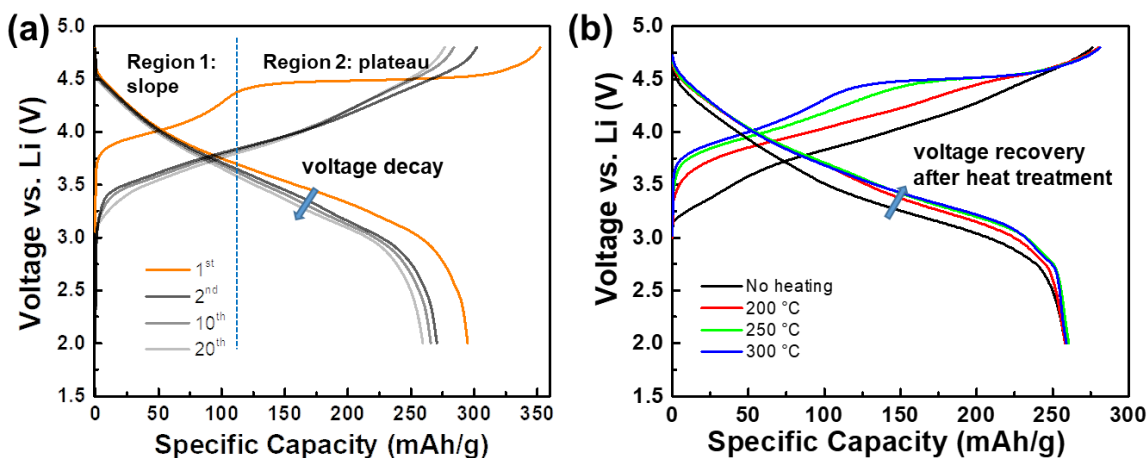 (a)
Voltage vs. Li (V)
5.0
4.5
4.0
3.5
3.0
2.5
2.0
1.5
Region 1:
slope
Region 2: plateau
voltage decay
1st
2nd
10th
20th
0 50 100 150 200 250 300 350
Specific Capacity (mAh/g)
(b)
Voltage vs. Li (V)
5.0
4.5
4.0
3.5
3.0
2.5
2.0
1.5
voltage recovery
after heat treatment
No heating
200 °C
250 °C
300 °C
0 50 100 150 200 250 300
Specific Capacity (mAh/g)